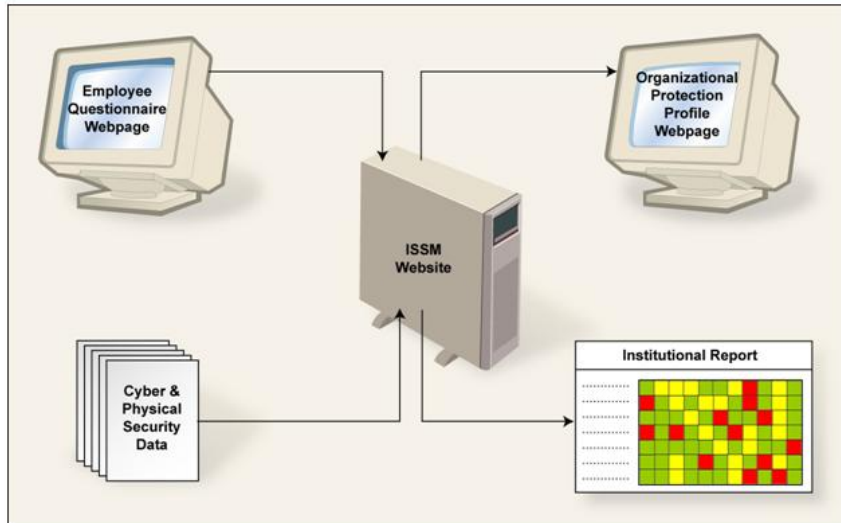 Employee
Questionnaire
Webpage
Organizational
Protection
Profile
Webpage
ISSM
Website
Cyber &
Physical
Security
Data
Institutional Report